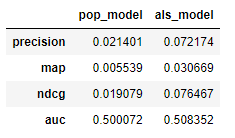 pop_model als_model
precision 0.021401 0.072174
map 0.005539 0.030669
ndcg 0.019079 0.076467
auc 0.500072 0.508352